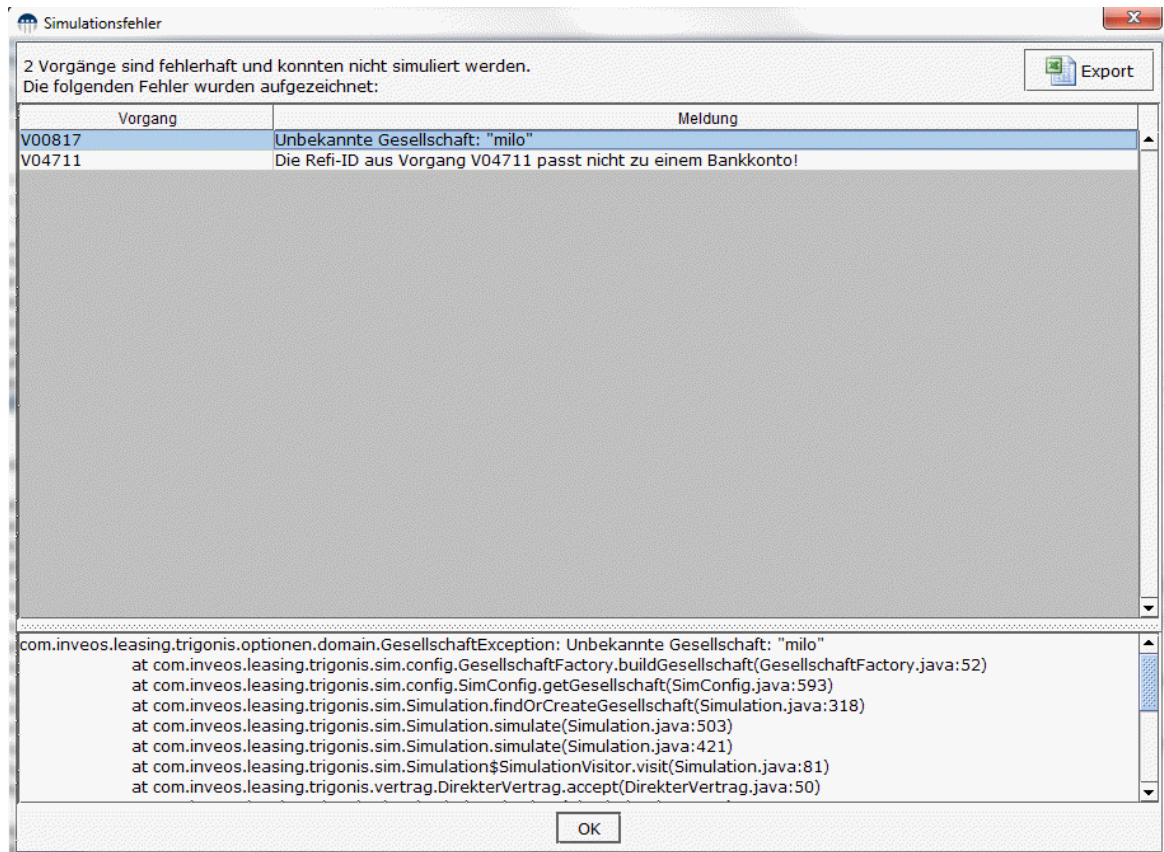 Simulationsfehler
2 Vorgänge sind fehlerhaft und konnten nicht simuliert werden.
Die folgenden Fehler wurden aufgezeichnet:
Export
Vorgang Meldung
V00817 Unbekannte Gesellschaft: "milo"
V04711 Die Refi-ID aus Vorgang V04711 passt nicht zu einem Bankkonto!
com.inveos.leasing.trigonis.optionen.domain.GesellschaftException: Unbekannte Gesellschaft: "milo"
at com.inveos.leasing.trigonis.sim.config.GesellschaftFactory.buildGesellschaft(GesellschaftFactory.java:52)
at com.inveos.leasing.trigonis.sim.config.SimConfig.getGesellschaft(SimConfig.java:593)
at com.inveos.leasing.trigonis.sim.Simulation.findOrCreateGesellschaft(Simulation.java:318)
at com.inveos.leasing.trigonis.sim.Simulation.simulate(Simulation.java:503)
at com.inveos.leasing.trigonis.sim.Simulation.simulate(Simulation.java:421)
at com.inveos.leasing.trigonis.sim.Simulation$SimulationVisitor.visit(Simulation.java:81)
at com.inveos.leasing.trigonis.vertrag.DirekterVertrag.accept(DirekterVertrag.java:50)
OK